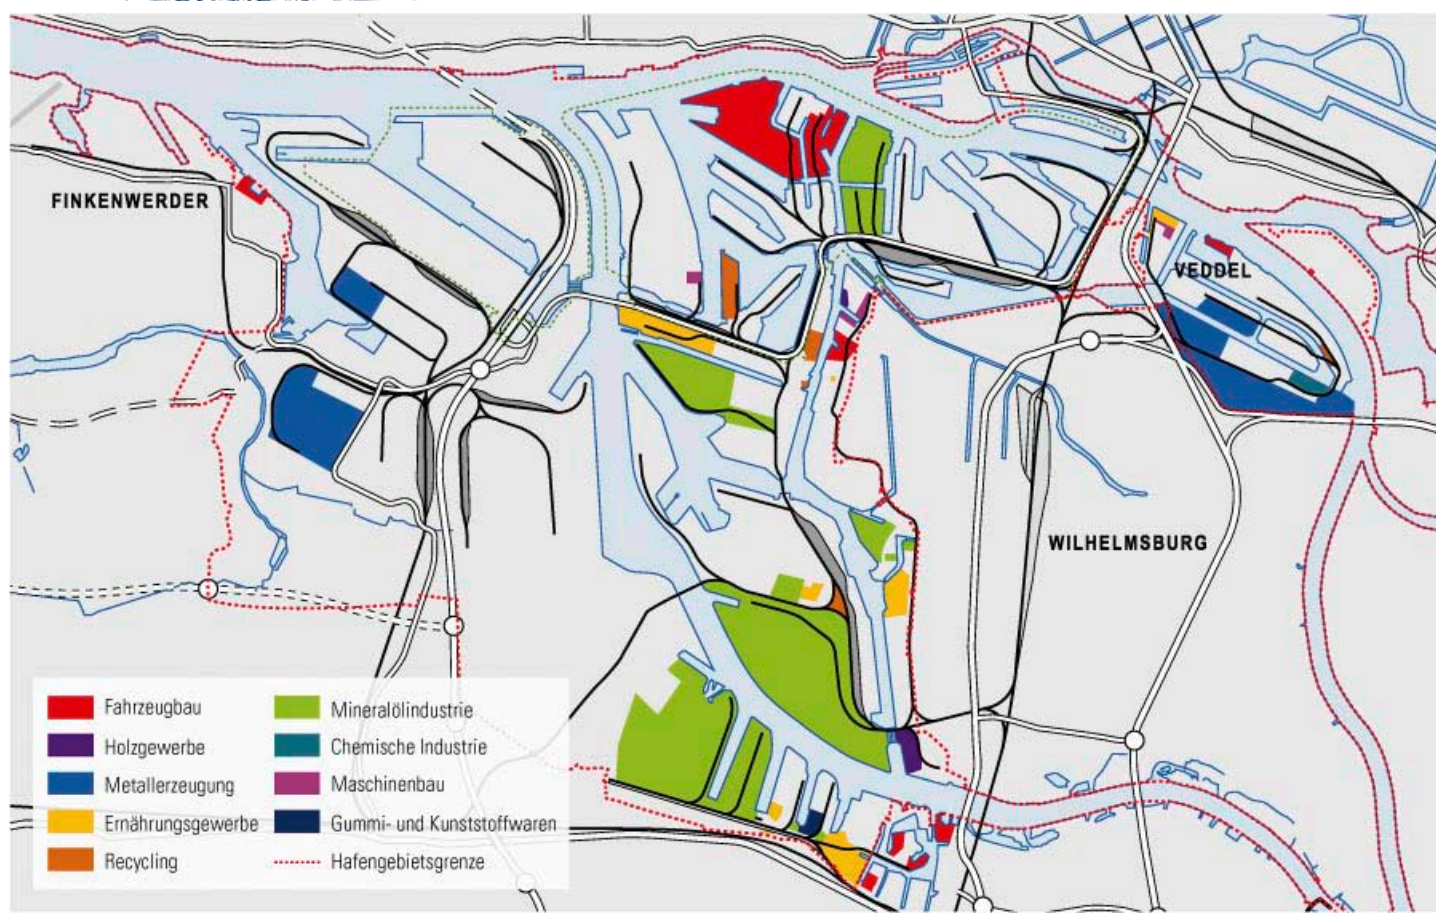 FINKENWERDER
VEDDEL
WILHELMSBURG
Fahrzeugbau
Holzgewerbe
Metallerzeugung
Ernährungsgewerbe
Recycling
Mineralölindustrie
Chemische Industrie
Maschinenbau
Gummi- und Kunststoffwaren
Hafengebietsgrenze